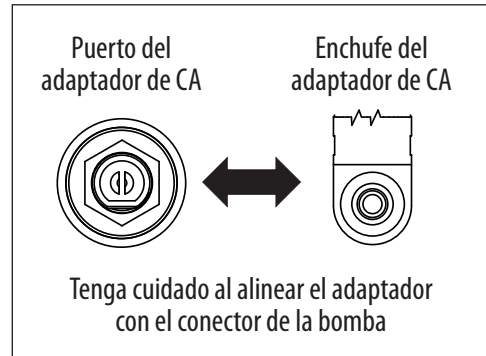 Puerto del
adaptador de CA
Enchufe del
adaptador de CA
Tenga cuidado al alinear el adaptador
con el conector de la bomba